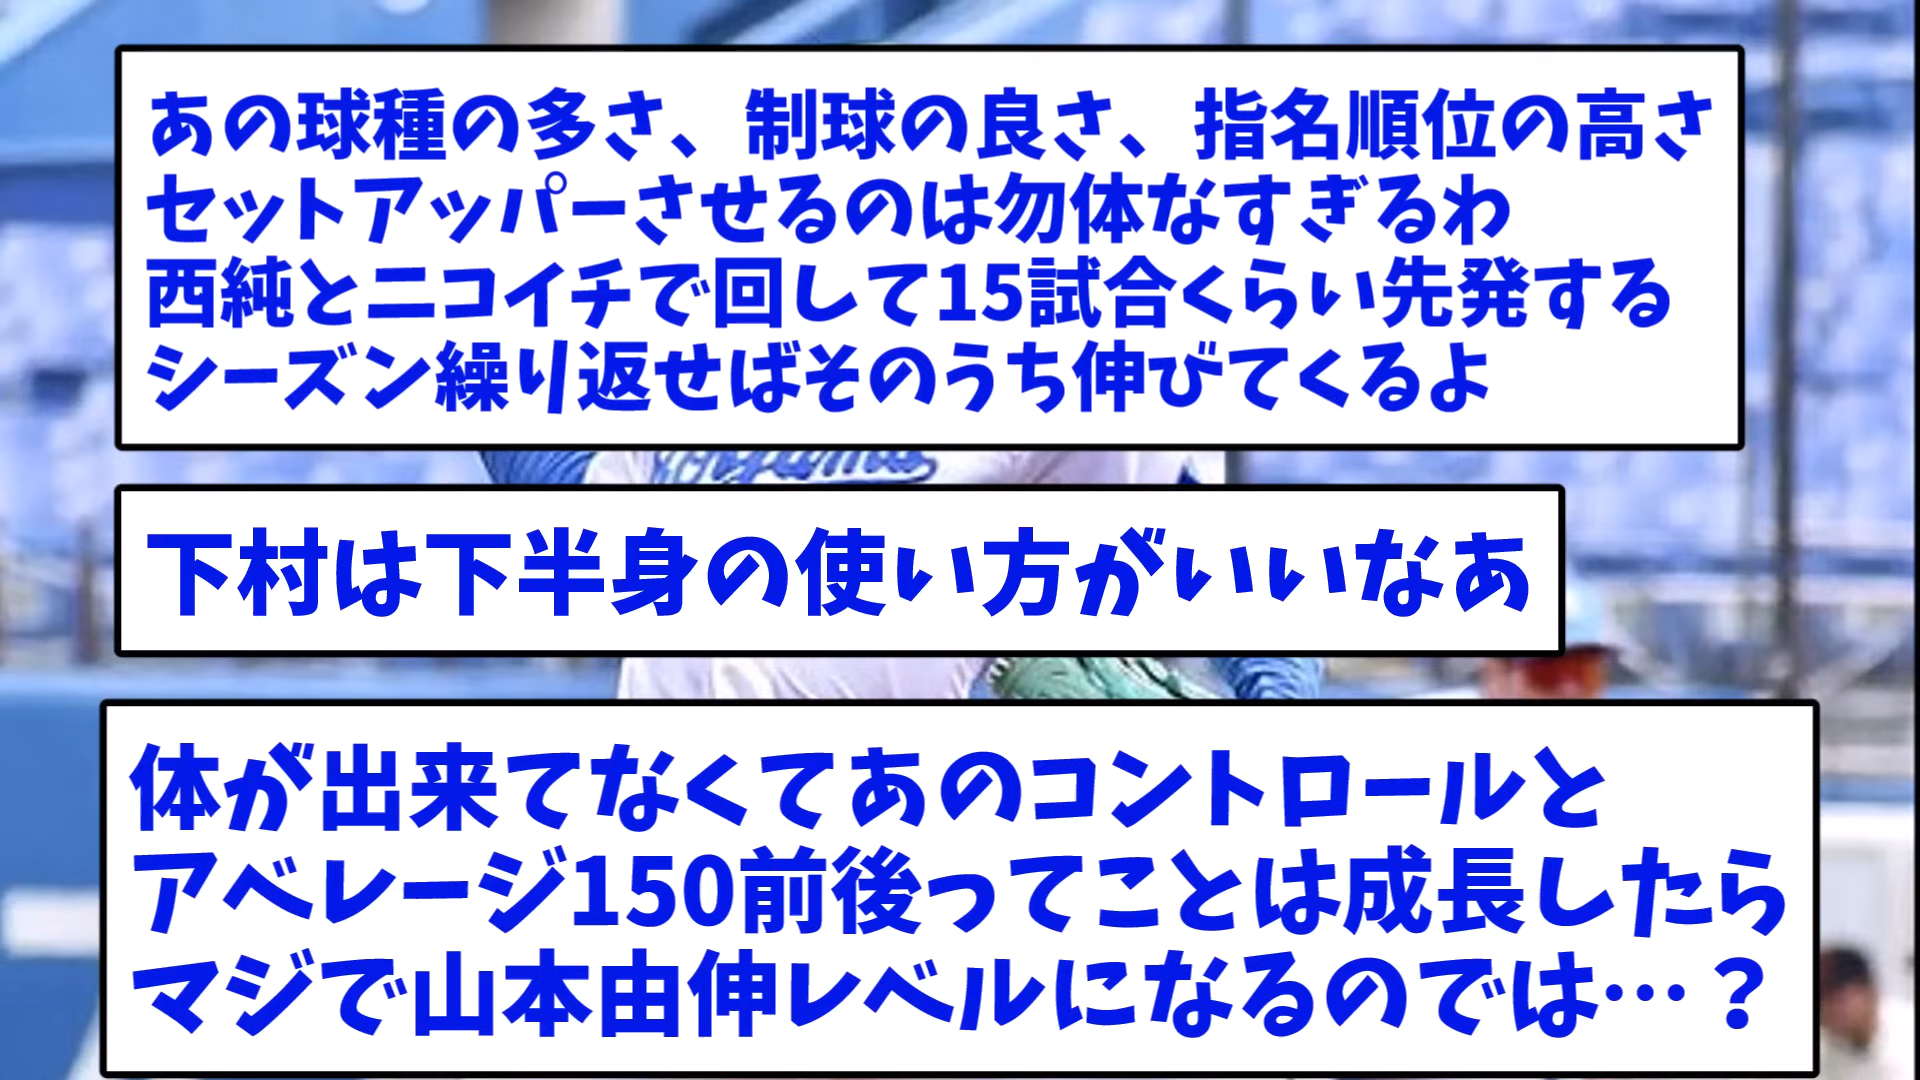 あの球種の多さ、制球の良さ、指名順位の高さ
セットアッパーさせるのは勿体なすぎるわ
西純とニコイチで回して15試合くらい先発する
シーズン繰り返せばそのうち伸びてくるよ
下村は下半身の使い方がいいなあ
体が出来てなくてあのコントロールと
アベレージ150前後ってことは成長したら
マジで山本由伸レベルになるのでは…？